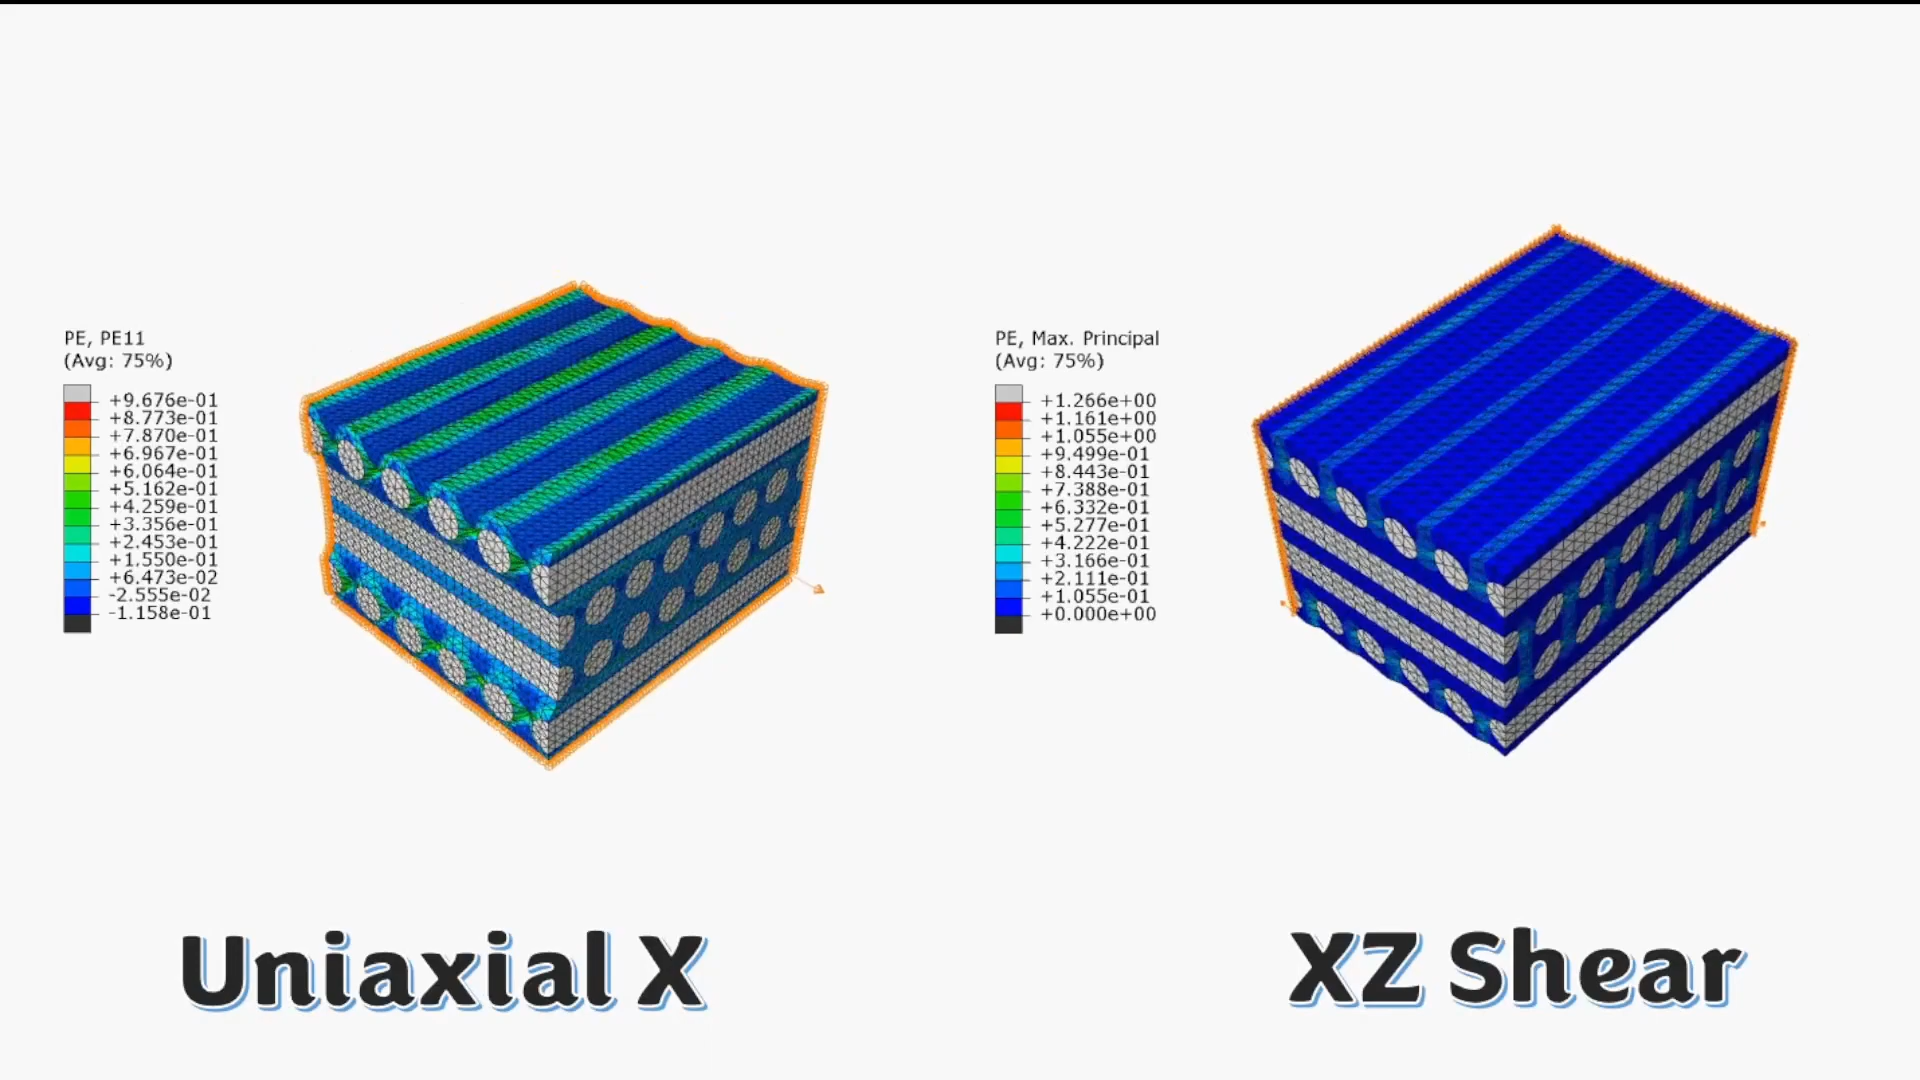 PE, PE11
(Avg: 75%)
+9.676e-01
+8.773e-01
+7.870e-01
+6.967e-01
+6.064e-01
+5.162e-01
+4.259e-01
+3.356e-01
+2.453e-01
+1.550e-01
+6.473e-02
-2.555e-02
-1.158e-01
PE, Max. Principal
(Avg: 75%)
+1.266e+00
+1.161e+00
+1.055e+00
+9.499e-01
+8.443e-01
+7.388e-01
+6.332e-01
+5.277e-01
+4.222e-01
+3.166e-01
+2.111e-01
+1.055e-01
+0.000e+00
Uniaxial X
XZ Shear